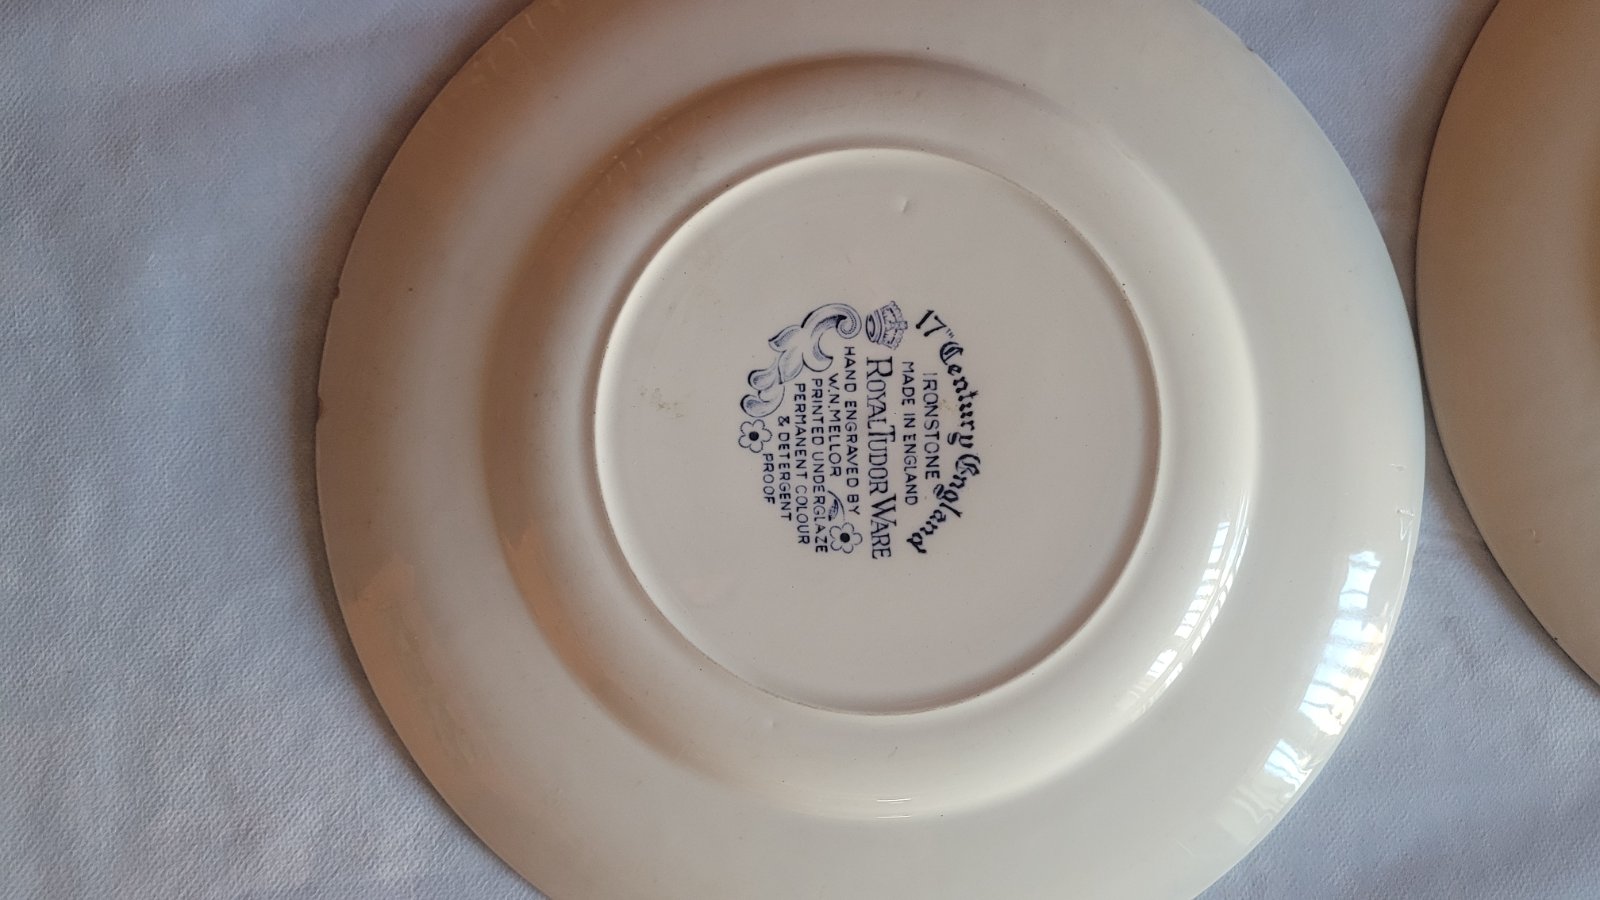 17TH Century England
IRONSTONE
MADE IN ENGLAND
ROYAL TUDOR WARE
HAND ENGRAVED BY
W.N.MELLOR
PRINTED UNDERGLAZE
PERMANENT COLOUR
& DETERGENT
PROOF